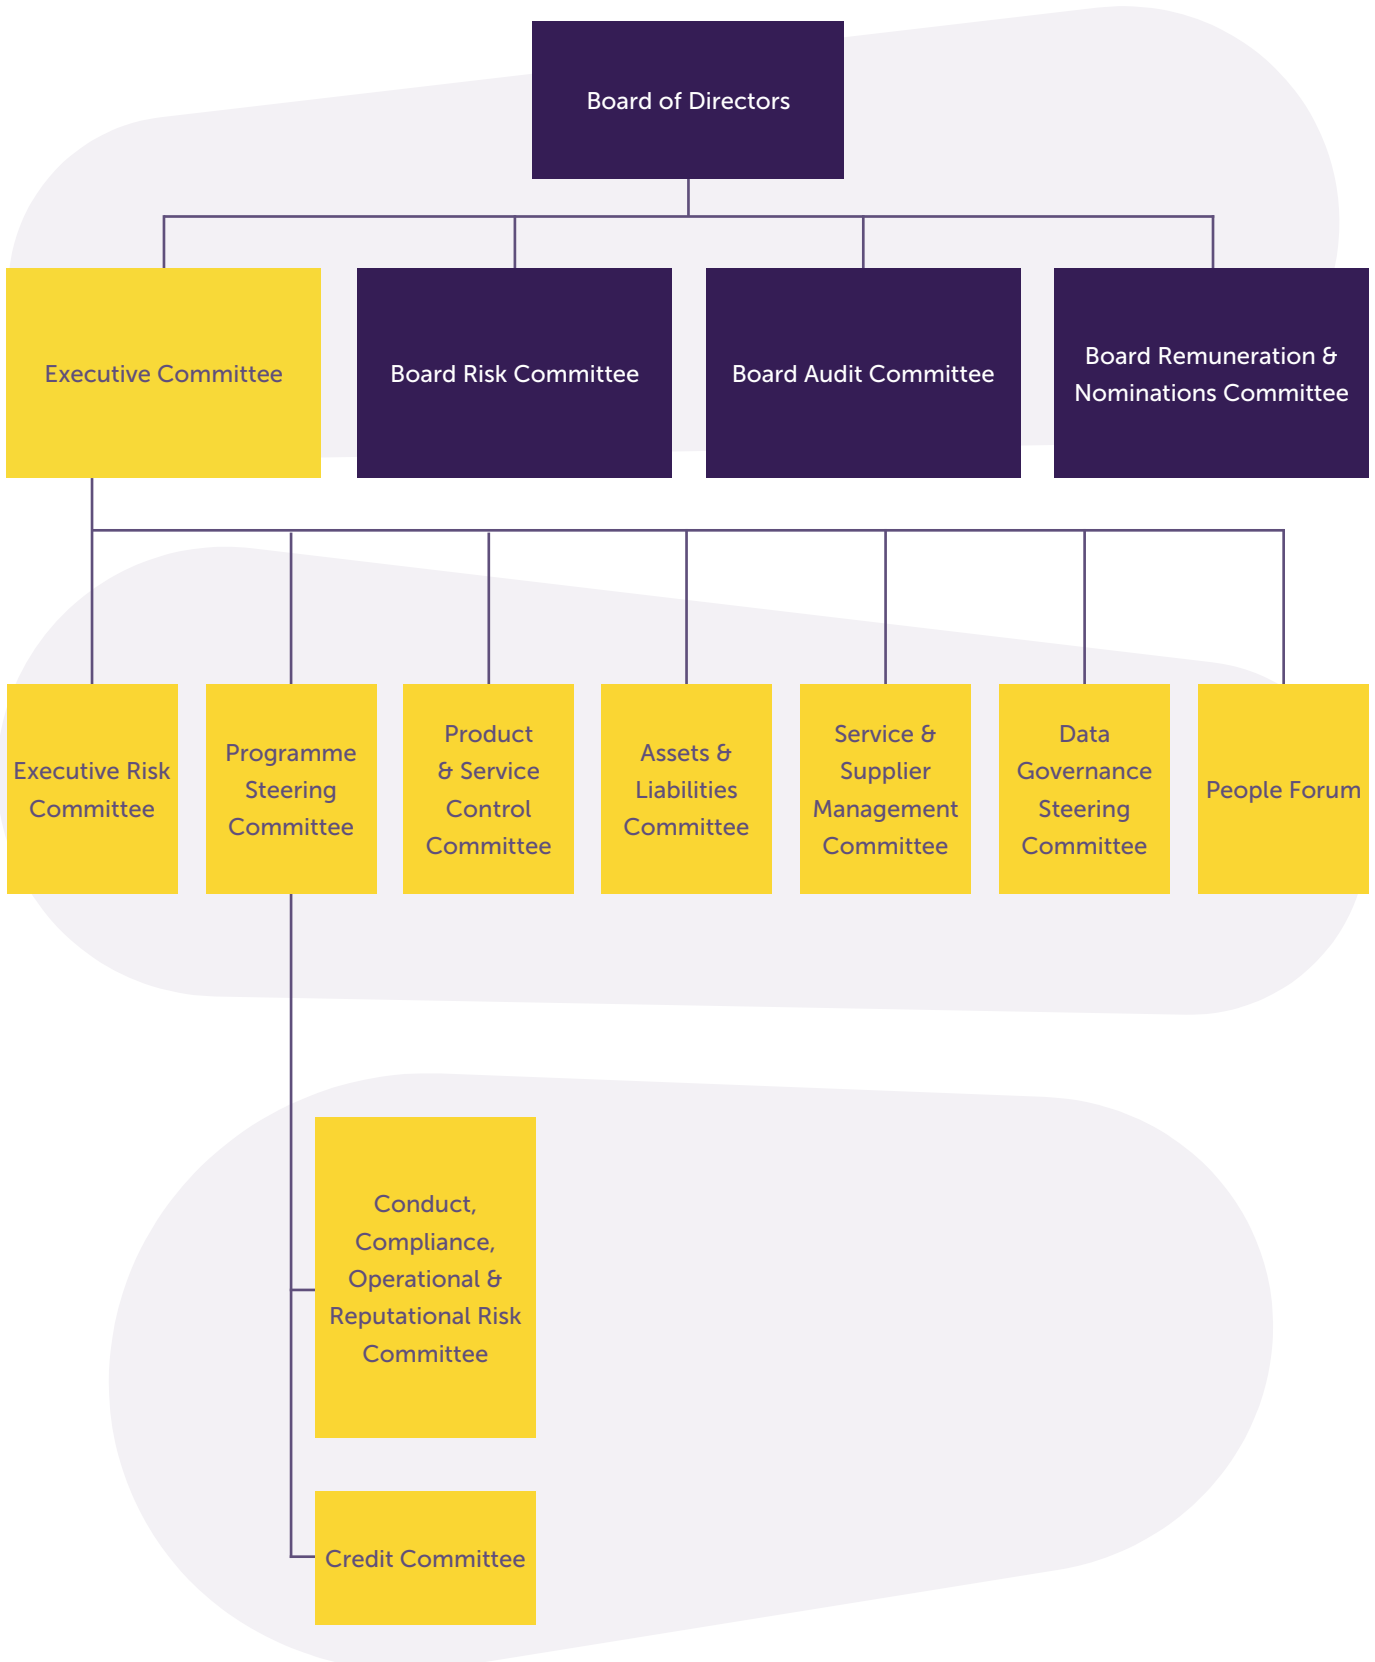 Board of Directors
Executive Committee
Board Risk Committee
Board Audit Committee
Board Remuneration &
Nominations Committee
Executive Risk
Committee
Programme
Steering
Committee
Product
& Service
Control
Committee
Assets &
Liabilities
Committee
Service &
Supplier
Management
Committee
Data
Governance
Steering
Committee
People Forum
Conduct,
Compliance,
Operational &
Reputational Risk
Committee
Credit Committee